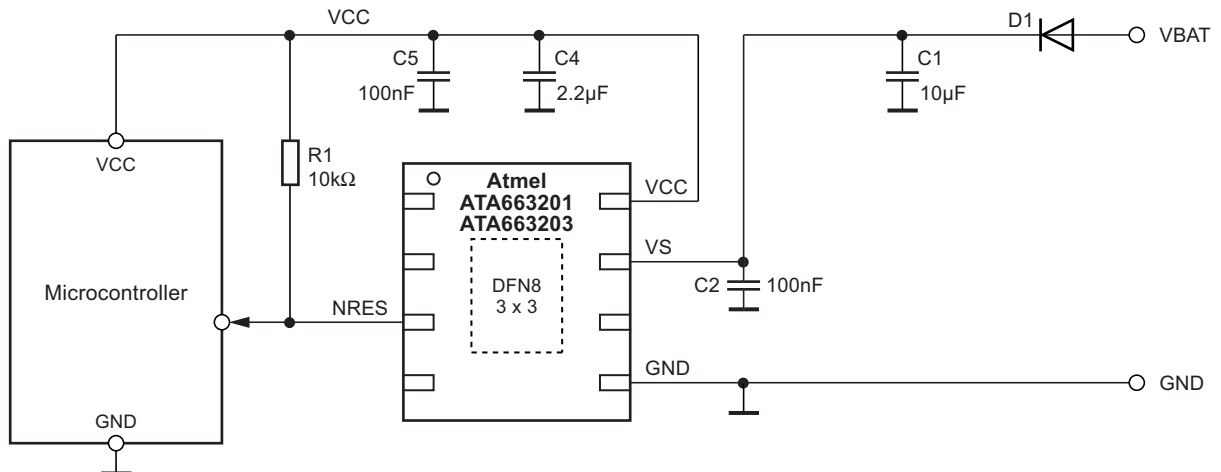 VCC
D1
VBAT
C5
100nF
C4
2.2µF
C1
10µF
VCC
R1
10kΩ
Atmel
ATA663201
ATA663203
VCC
VS
DFN8
3 x 3
C2
100nF
Microcontroller
NRES
GND
GND
GND